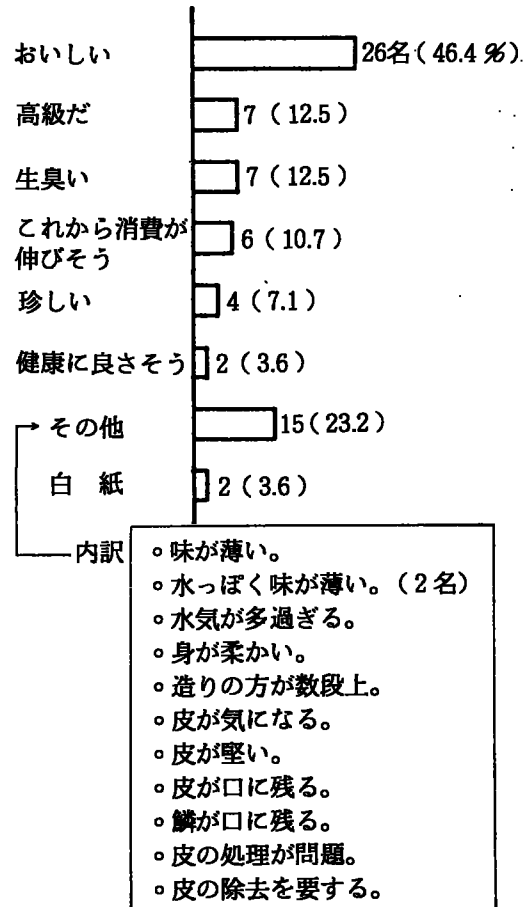 おいしい 26名(46.4%)
高級だ 7(12.5)
生臭い 7(12.5)
これから消費が
伸びそう 6(10.7)
珍しい 4(7.1)
健康に良さそう 2(3.6)
その他 15(23.2)
白紙 2(3.6)
内訳
◦味が薄い。
◦水っぽく味が薄い。(2名)
◦水気が多過ぎる。
◦身が柔かい。
◦造りの方が数段上。
◦皮が気になる。
◦皮が堅い。
◦皮が口に残る。
◦鱗が口に残る。
◦皮の処理が問題。
◦皮の除去を要する。